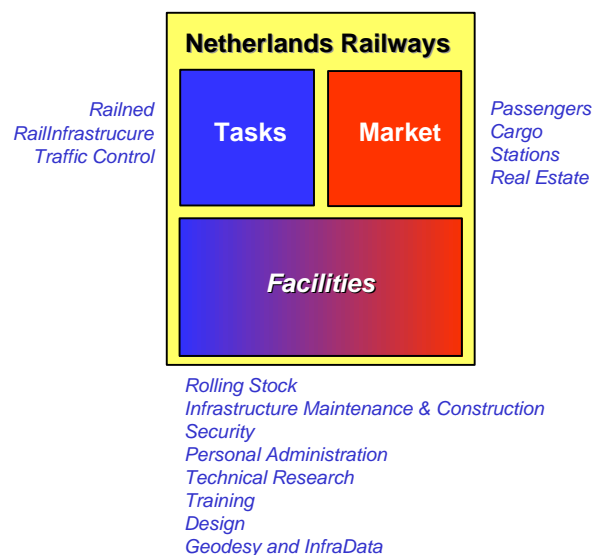 Netherlands Railways
Railned
RailInfrastrucure
Traffic Control
Tasks
Market
Passengers
Cargo
Stations
Real Estate
Facilities
Rolling Stock
Infrastructure Maintenance & Construction
Security
Personal Administration
Technical Research
Training
Design
Geodesy and InfraData